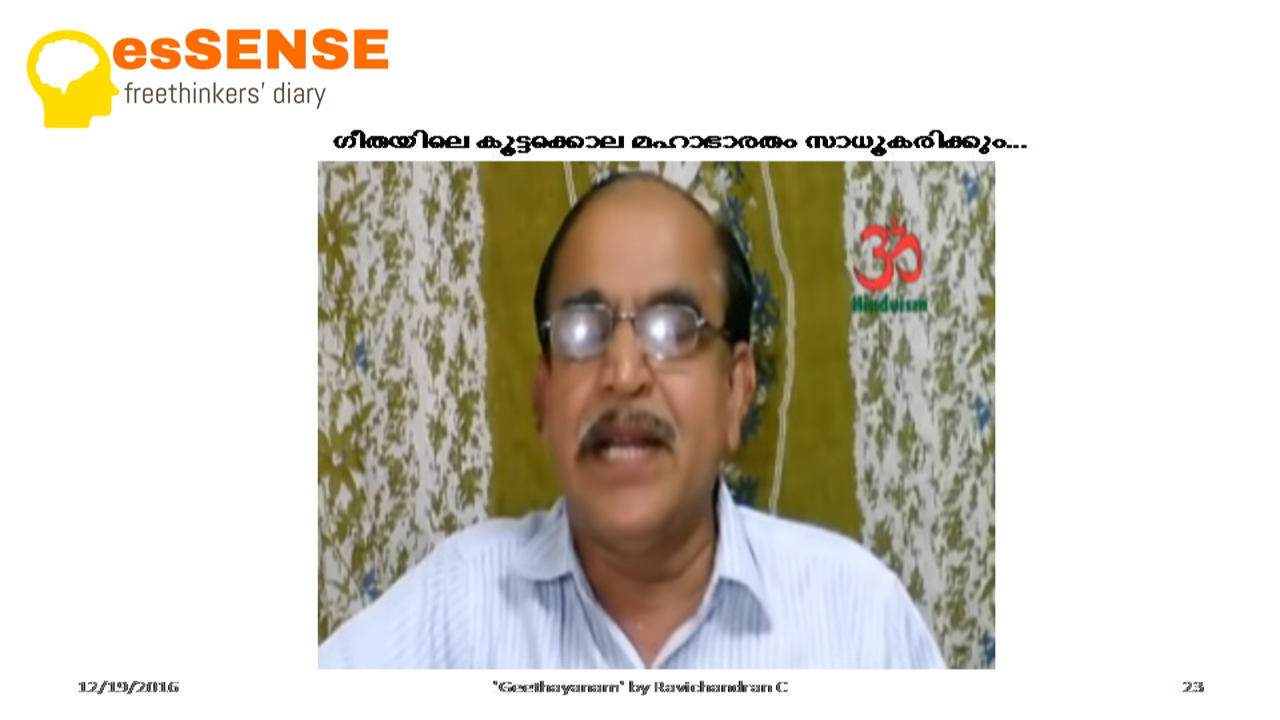 esSENSE
freethinkers' diary
ഗീതയിലെ കൂട്ടക്കൊല മഹാഭാരതം സാധൂകരിക്കും...
ॐ
Hinduism
12/19/2016 'Geethayanam' by Ravichandran C 23